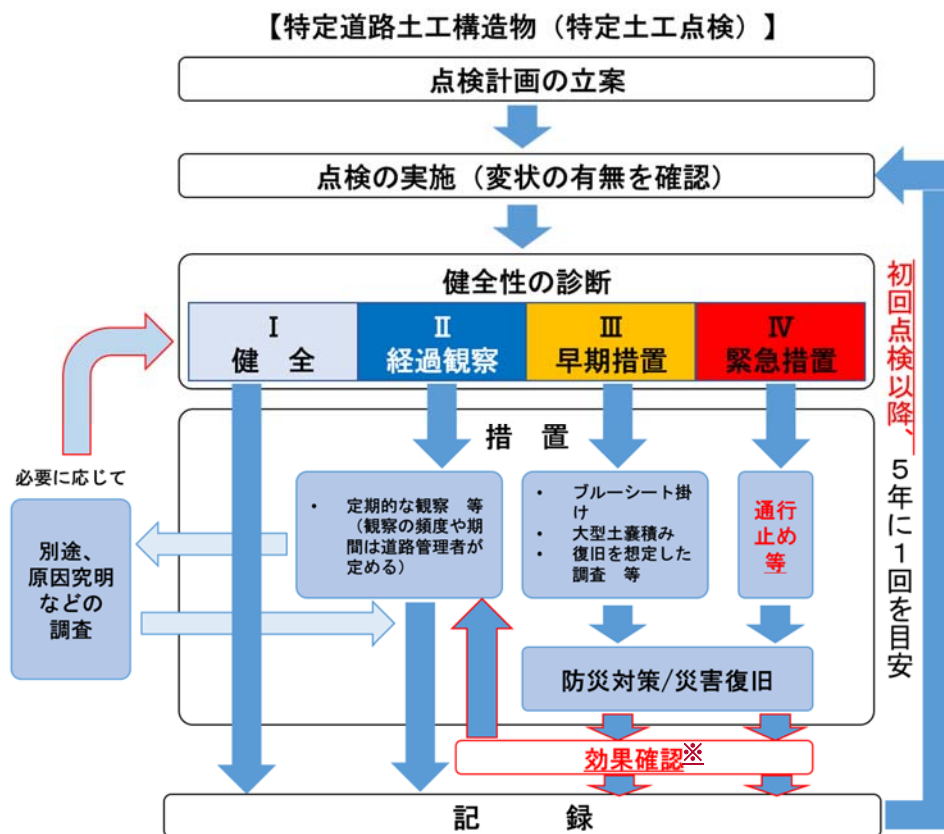 【特定道路土工構造物（特定土工点検）】
点検計画の立案
点検の実施（変状の有無を確認）
健全性の診断
Ⅰ
健　全
Ⅱ
経過観察
Ⅲ
早期措置
Ⅳ
緊急措置
措　置
必要に応じて
別途、
原因究明
などの
調査
• 定期的な観察　等
（観察の頻度や期
間は道路管理者が
定める）
• ブルーシート掛
け
• 大型土嚢積み
• 復旧を想定した
調査　等
通行
止め
等
防災対策/災害復旧
効果確認※
記　　録
初回点検以降、５年に１回を目安